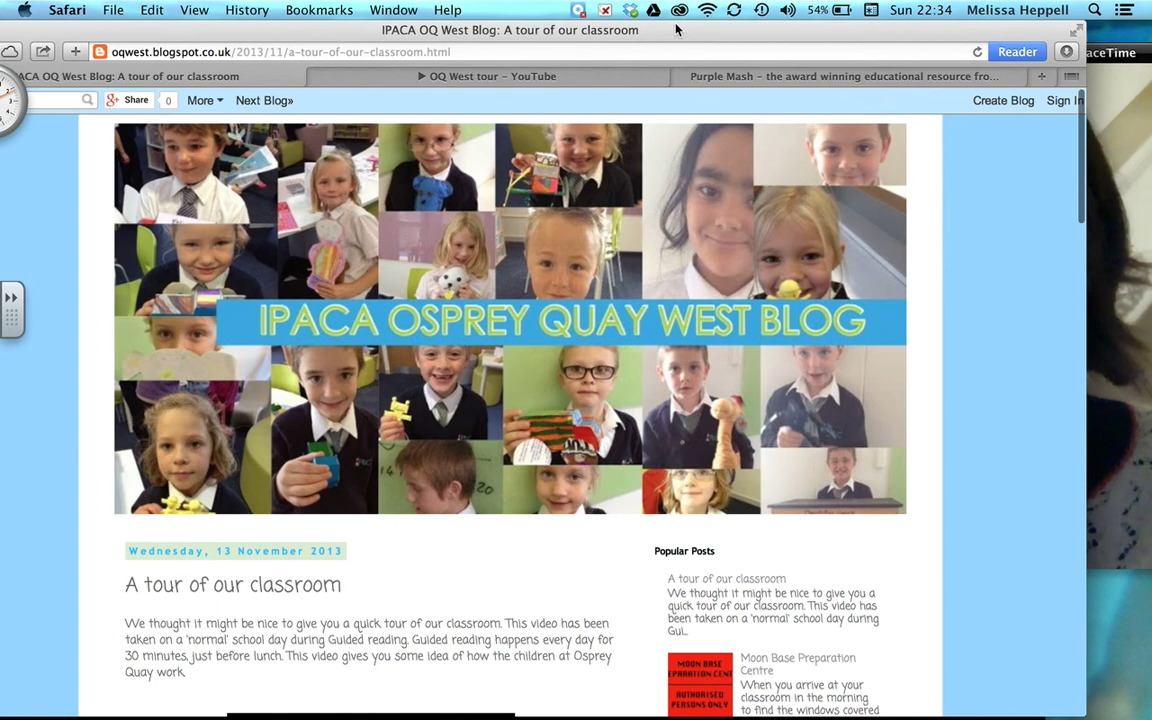 Safari File Edit View History Bookmarks Window Help 54% Sun 22:34 Melissa Heppell
IPACA OQ West Blog: A tour of our classroom
oqwest.blogspot.co.uk/2013/11/a-tour-of-our-classroom.html Reader
aceTime
ACA OQ West Blog: A tour of our classroom ▶ OQ West tour – YouTube Purple Mash – the award winning educational resource fro... +
Share 0 More Next Blog» Create Blog Sign In
IPACA OSPREY QUAY WEST BLOG
Wednesday, 13 November 2013
A tour of our classroom
We thought it might be nice to give you a quick tour of our classroom. This video has been
taken on a 'normal' school day during Guided reading. Guided reading happens every day for
30 minutes, just before lunch. This video gives you some idea of how the children at Osprey
Quay work.
Popular Posts
A tour of our classroom
We thought it might be nice to give you a
quick tour of our classroom. This video has
been taken on a 'normal' school day during
Gui...
MOON BASE
EPARATION CENT
AUTHORISED
PERSONS ONLY
Moon Base Preparation
Centre
When you arrive at your
classroom in the morning
to find the windows covered